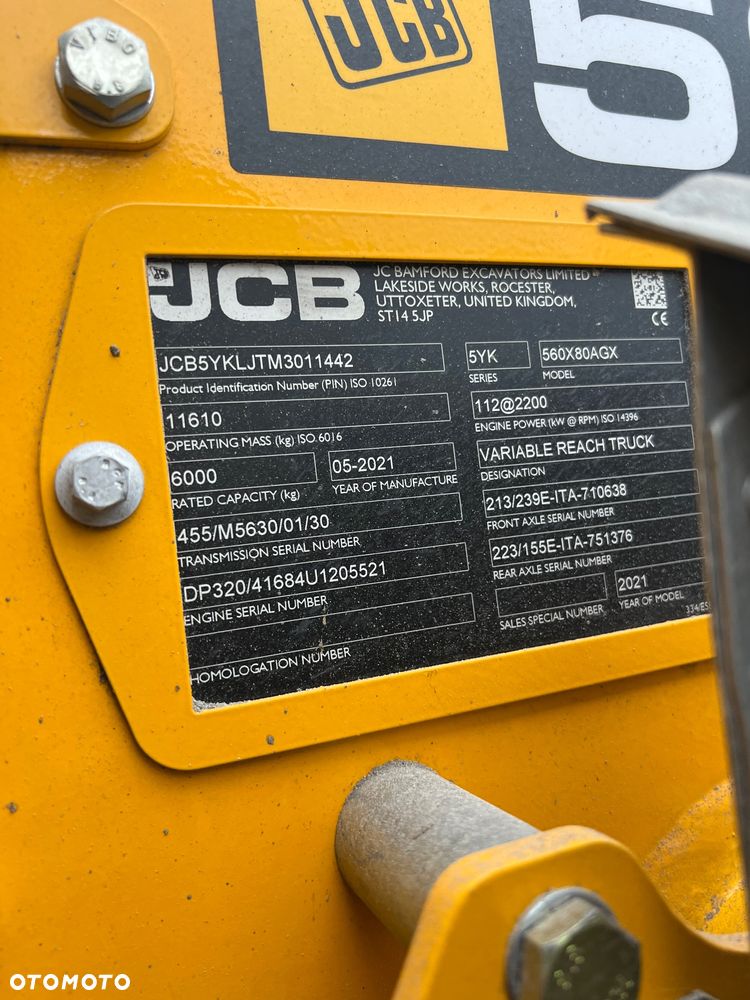 VIBO
8.8
JCB
5
JCB
JC BAMFORD EXCAVATORS LIMITED
LAKESIDE WORKS, ROCESTER,
UTTOXETER, UNITED KINGDOM,
ST14 5JP
CE
JCB5YKLJTM3011442
Product Identification Number (PIN) ISO 10261
5YK
SERIES
560X80AGX
MODEL
11610
OPERATING MASS (kg) ISO 6016
112@2200
ENGINE POWER (kW @ RPM) ISO 14396
6000
RATED CAPACITY (kg)
05-2021
YEAR OF MANUFACTURE
VARIABLE REACH TRUCK
DESIGNATION
455/M5630/01/30
TRANSMISSION SERIAL NUMBER
213/239E-ITA-710638
FRONT AXLE SERIAL NUMBER
DP320/41684U1205521
ENGINE SERIAL NUMBER
223/155E-ITA-751376
REAR AXLE SERIAL NUMBER
HOMOLOGATION NUMBER
SALES SPECIAL NUMBER
2021
YEAR OF MODEL
OTOMOTO